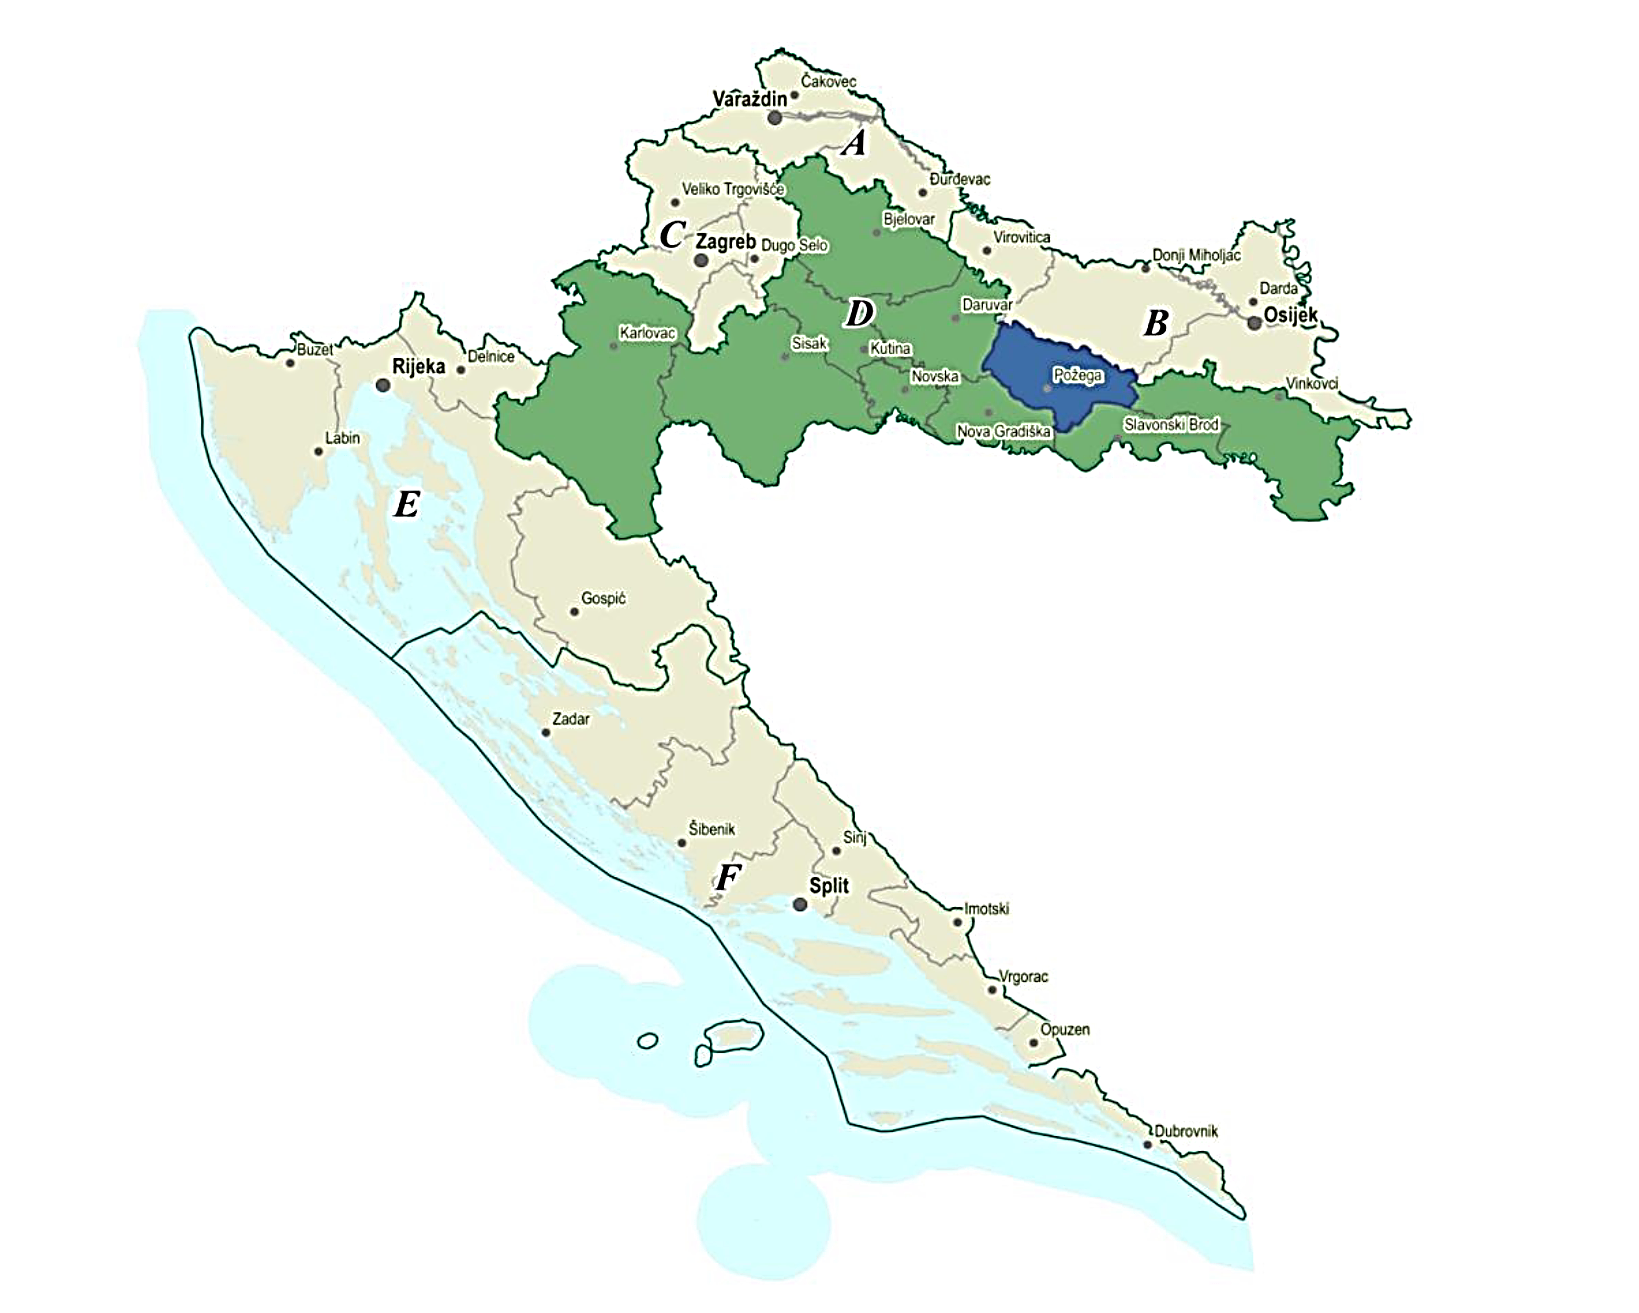 Čakovec
Varaždin
A
Đurđevac
Veliko Trgovišće
Bjelovar
C
Zagreb
Dugo Selo
Virovitica
Donji Miholjac
Darda
Daruvar
D
B
Osijek
Karlovac
Sisak
Kutina
Buzet
Delnice
Rijeka
Novska
Požega
Vinkovci
Nova Gradiška
Slavonski Brod
Labin
E
Gospić
Zadar
Šibenik
Sinj
F
Split
Imotski
Vrgorac
Opuzen
Dubrovnik